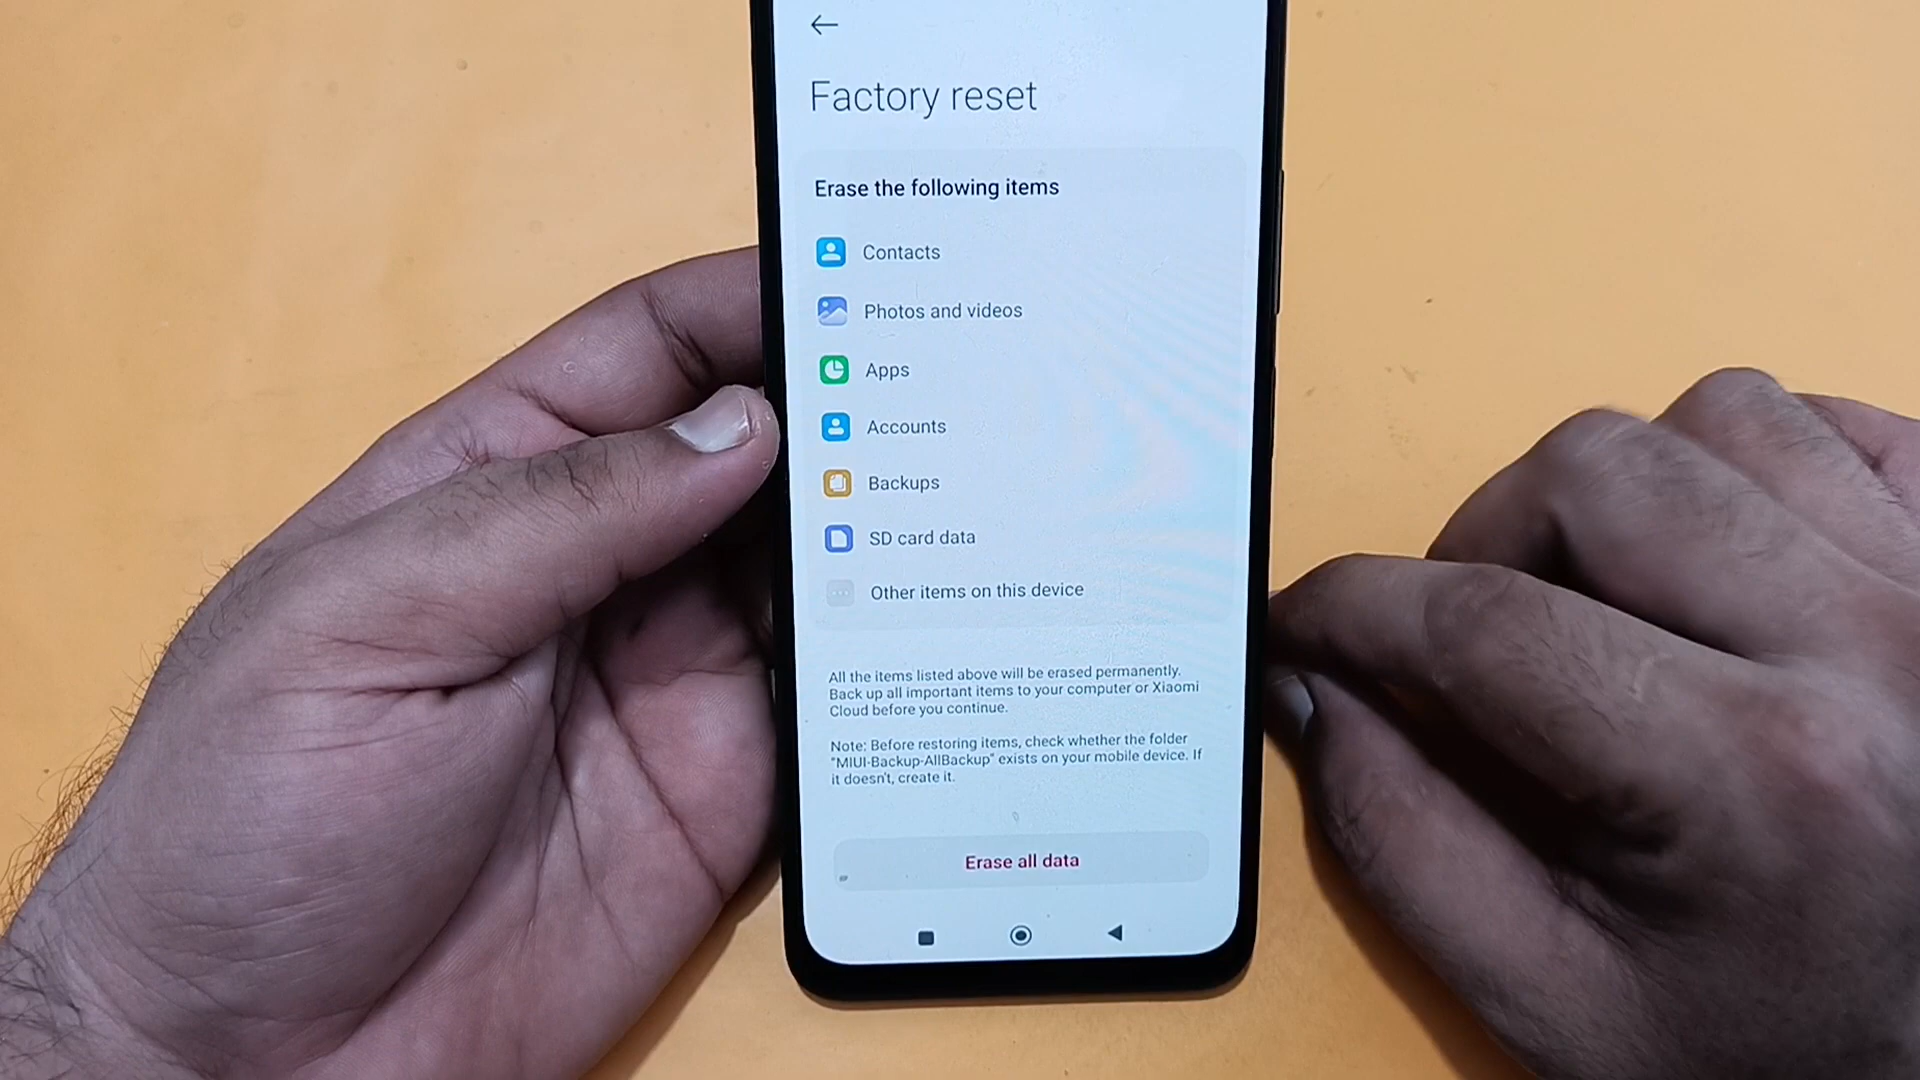 Factory reset
Erase the following items
Contacts
Photos and videos
Apps
Accounts
Backups
SD card data
Other items on this device
All the items listed above will be erased permanently.
Back up all important items to your computer or Xiaomi
Cloud before you continue.
Note: Before restoring items, check whether the folder
"MIUI-Backup-AllBackup" exists on your mobile device. If
it doesn't, create it.
Erase all data